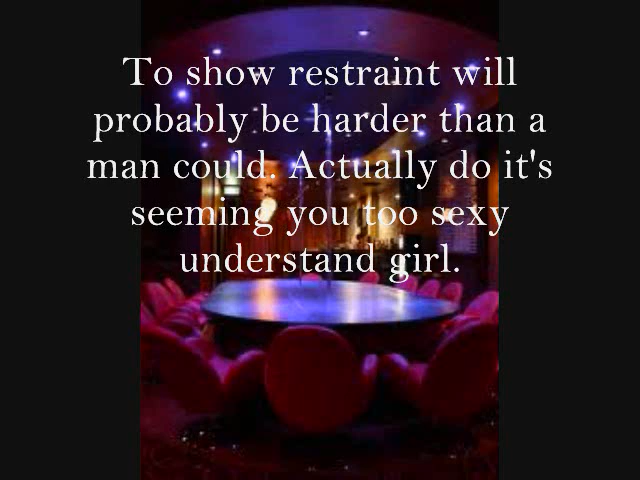 To show restraint will
probably be harder than a
man could. Actually do it's
seeming you too sexy
understand girl.